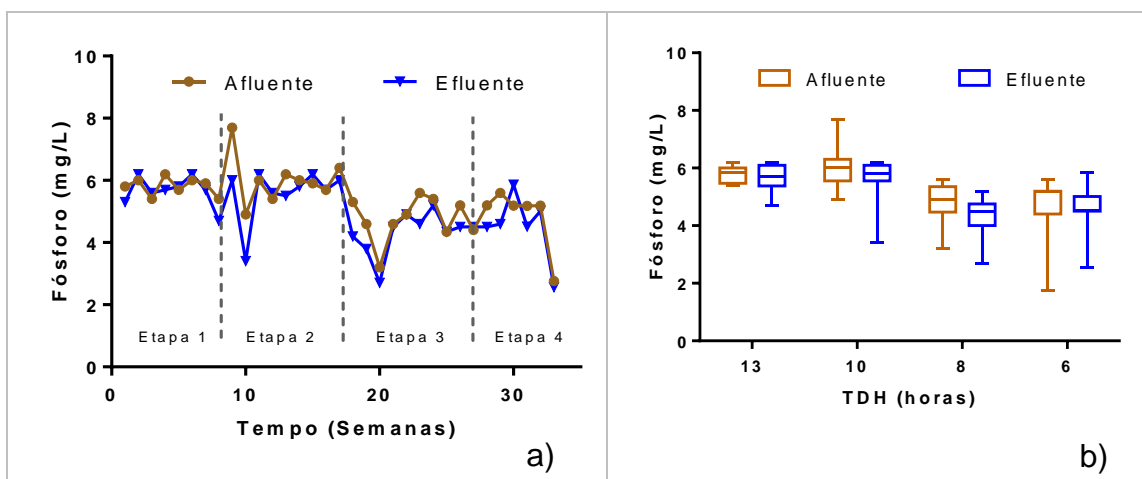 10
8
6
4
2
0
Fósforo (mg/L)
Afluente
Efluente
Etapa 1
Etapa 2
Etapa 3
Etapa 4
0
10
20
30
Tempo (Semanas)
a)
10
8
6
4
2
0
Fósforo (mg/L)
Afluente
Efluente
13
10
8
6
TDH (horas)
b)